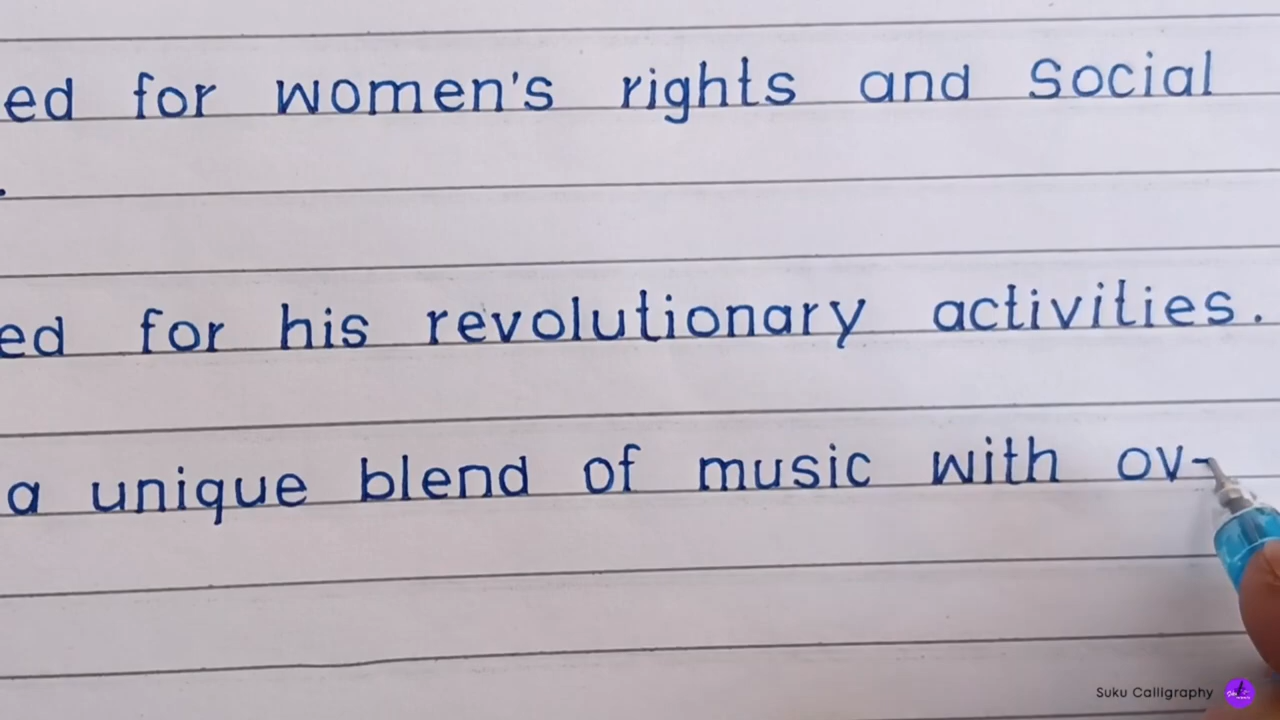 ed for women's rights and Social
.
ed for his revolutionary activities.
a unique blend of music with ov-
Suku Calligraphy